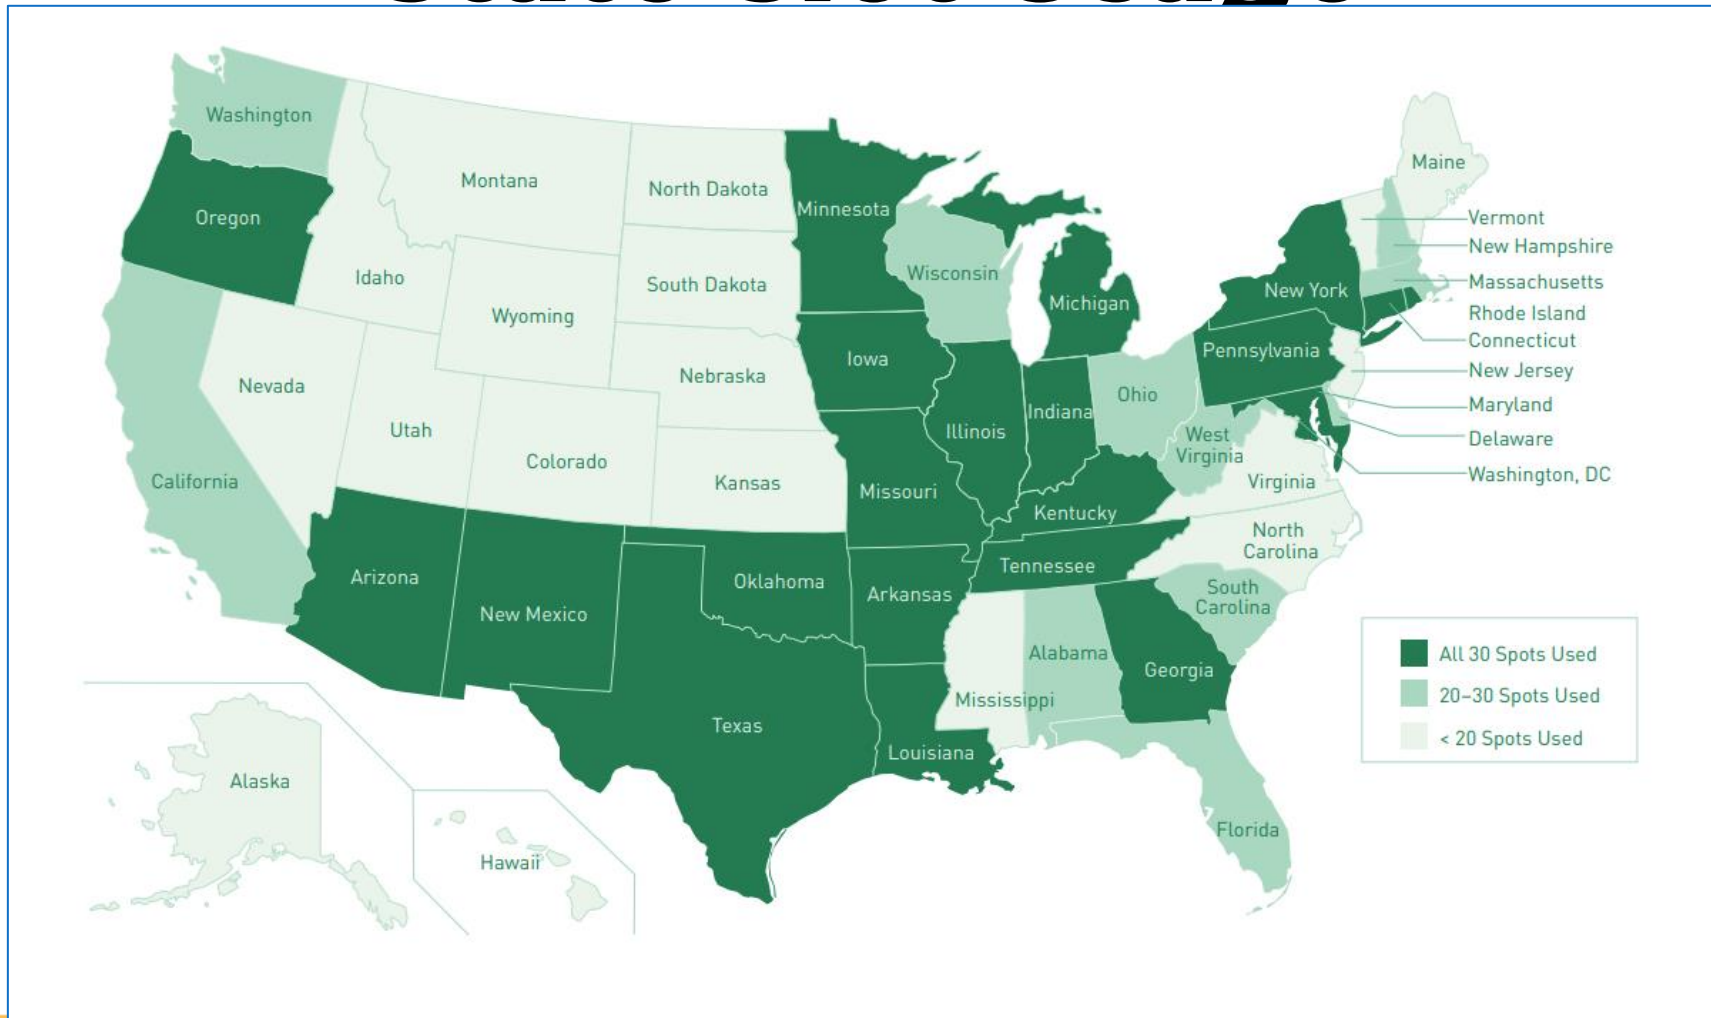 Washington
Montana
North Dakota
Minnesota
Maine
Oregon
Vermont
New Hampshire
Idaho
South Dakota
Wisconsin
Massachusetts
Wyoming
Michigan
New York
Rhode Island
Connecticut
Iowa
Pennsylvania
Nevada
Nebraska
New Jersey
Ohio
Maryland
Utah
Indiana
Illinois
Delaware
West
Virginia
Colorado
California
Kansas
Missouri
Virginia
Washington, DC
Kentucky
North
Carolina
Tennessee
Arizona
Oklahoma
Arkansas
South
Carolina
New Mexico
Alabama
Georgia
All 30 Spots Used
Mississippi
20–30 Spots Used
Texas
Louisiana
< 20 Spots Used
Alaska
Florida
Hawaii